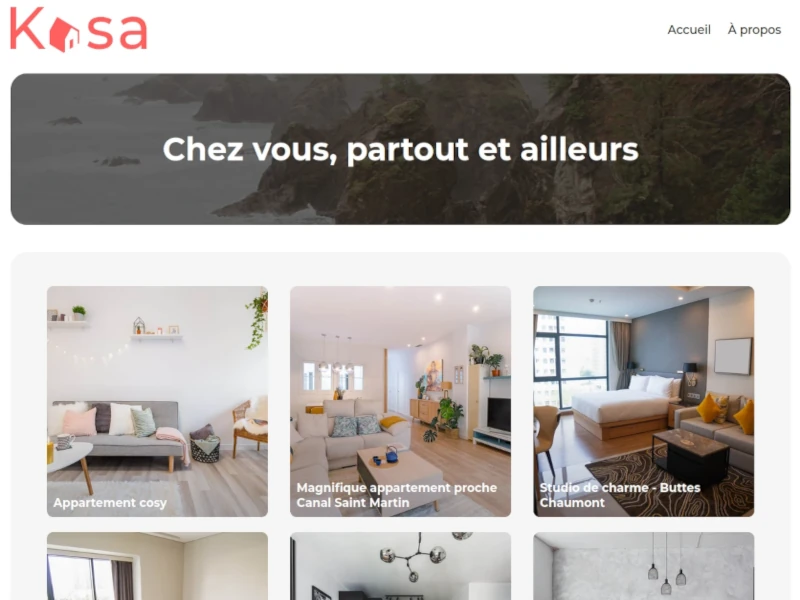 Kasa
Accueil À propos
Chez vous, partout et ailleurs
Appartement cosy
Magnifique appartement proche
Canal Saint Martin
Studio de charme - Buttes
Chaumont